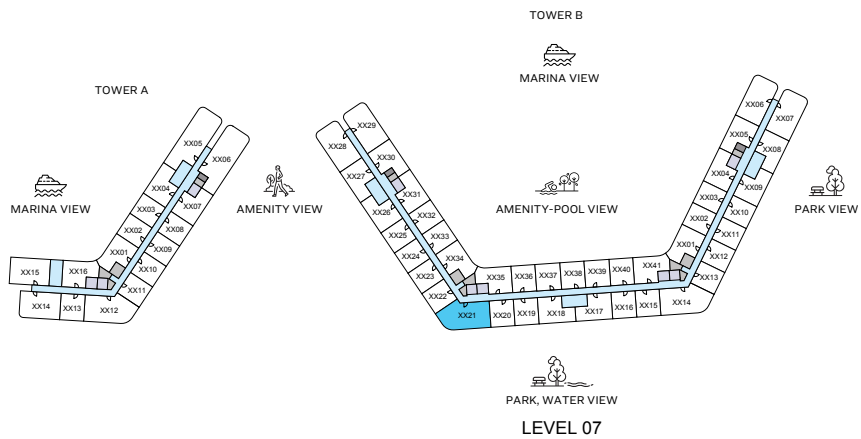 TOWER B
MARINA VIEW
TOWER A
XX05
XX06
XX04
XX07
XX03
XX08
XX02
XX09
XX01
XX10
XX11
XX15
XX16
XX14
XX13
XX12
MARINA VIEW
AMENITY VIEW
XX29
XX28
XX30
XX27
XX31
XX26
XX32
XX25
XX33
XX24
XX34
XX23
XX22
XX35
XX36
XX37
XX38
XX39
XX40
XX41
XX21
XX20
XX19
XX18
XX17
XX16
XX15
XX14
AMENITY-POOL VIEW
XX06
XX07
XX05
XX08
XX04
XX09
XX03
XX10
XX02
XX11
XX01
XX12
XX13
PARK VIEW
PARK, WATER VIEW
LEVEL 07